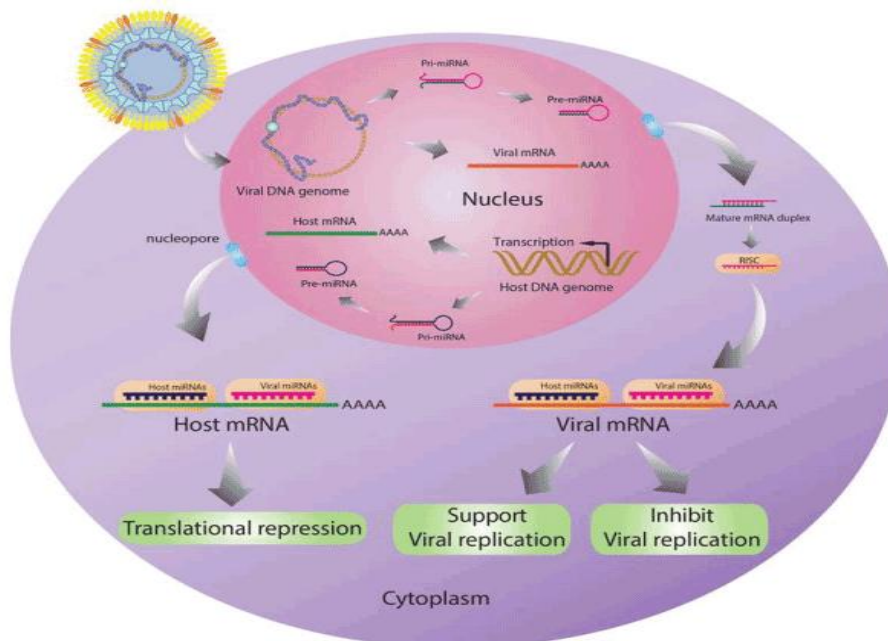 Pri-miRNA
Pre-miRNA
Viral mRNA
AAAA
Viral DNA genome
Nucleus
Mature mRNA duplex
Host mRNA
AAAA
nucleopore
Transcription
RISC
Pre-miRNA
Host DNA genome
Pri-miRNA
Host miRNAs
Viral miRNAs
AAAA
Host mRNA
Host miRNAs
Viral miRNAs
AAAA
Viral mRNA
Translational repression
Support
Viral replication
Inhibit
Viral replication
Cytoplasm